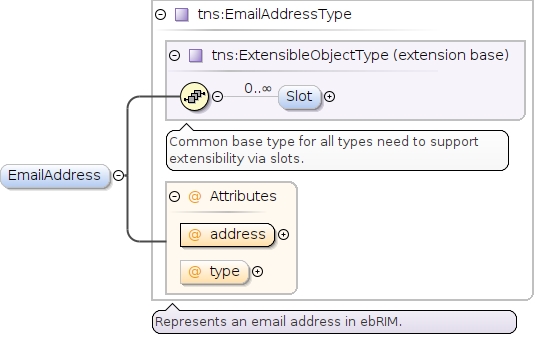 tns:EmailAddressType
tns:ExtensibleObjectType (extension base)
0..∞
Slot
Common base type for all types need to support
extensibility via slots.
EmailAddress
@ Attributes
@ address
@ type
Represents an email address in ebRIM.